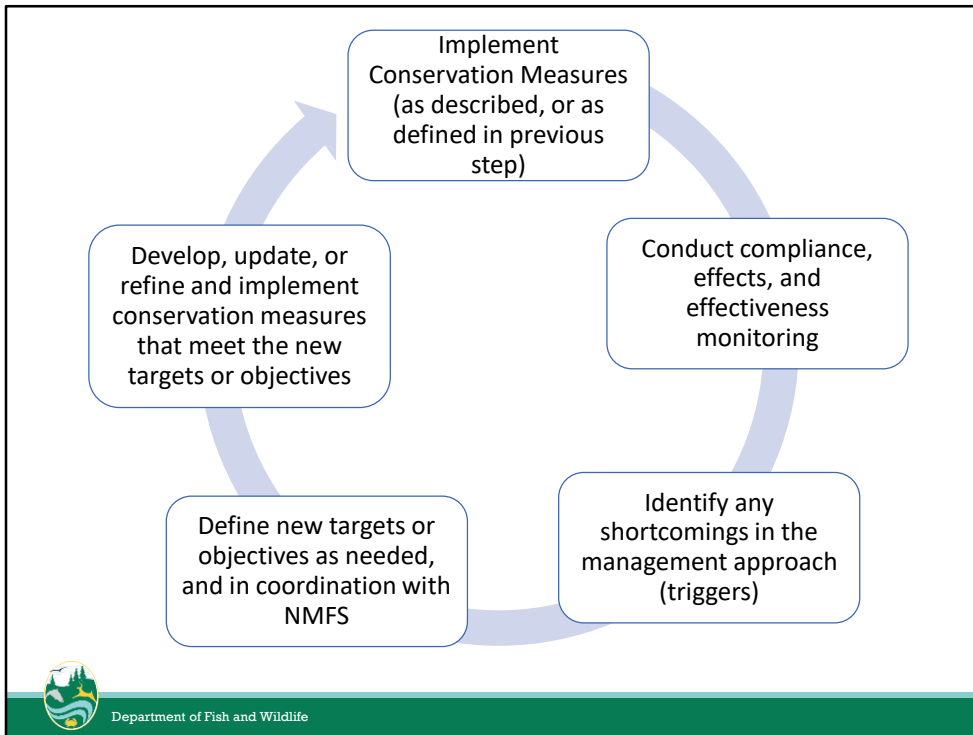 Implement
Conservation Measures
(as described, or as
defined in previous
step)
Conduct compliance,
effects, and
effectiveness
monitoring
Identify any
shortcomings in the
management approach
(triggers)
Define new targets or
objectives as needed,
and in coordination with
NMFS
Develop, update, or
refine and implement
conservation measures
that meet the new
targets or objectives
Department of Fish and Wildlife